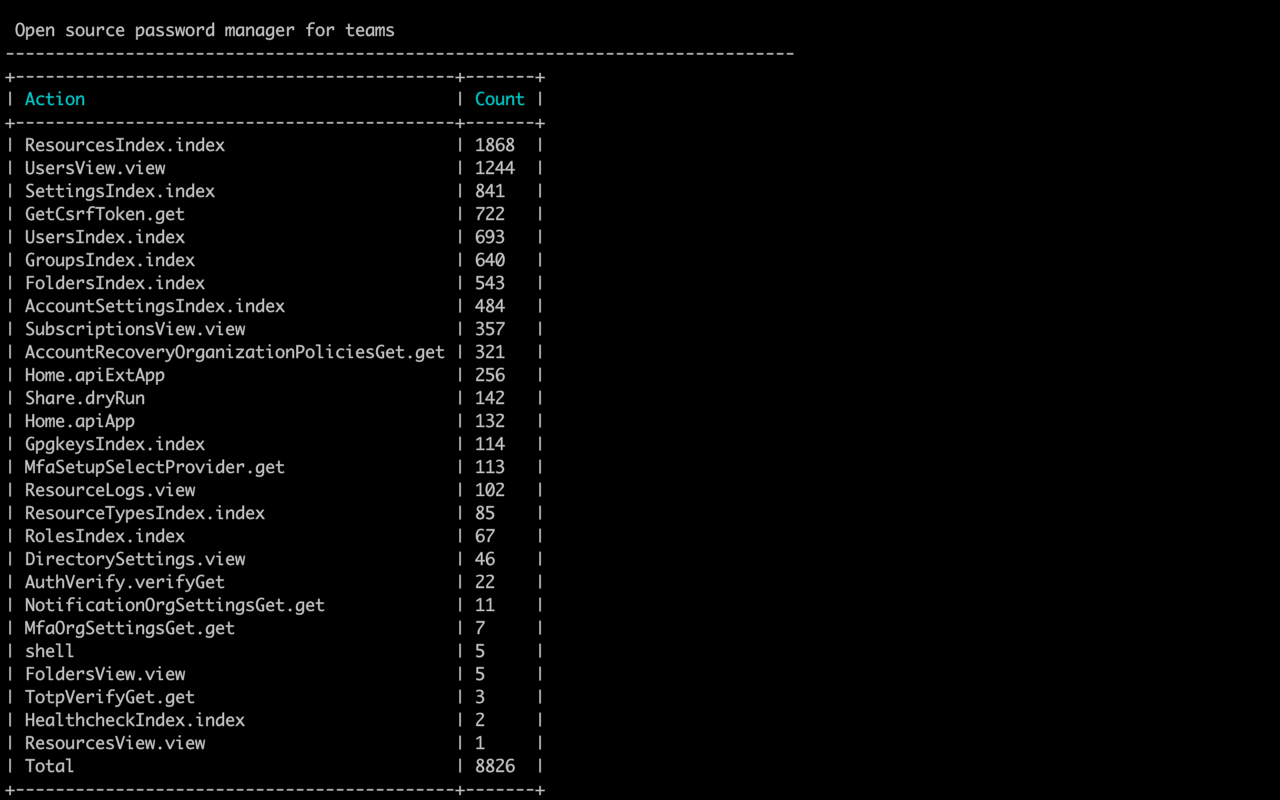 Open source password manager for teams
-------------------------------------------------------------------------------
+--------------------------------------------+-------+
| Action                                     | Count |
+--------------------------------------------+-------+
| ResourcesIndex.index                       | 1868  |
| UsersView.view                             | 1244  |
| SettingsIndex.index                        | 841   |
| GetCsrfToken.get                           | 722   |
| UsersIndex.index                           | 693   |
| GroupsIndex.index                          | 640   |
| FoldersIndex.index                         | 543   |
| AccountSettingsIndex.index                 | 484   |
| SubscriptionsView.view                     | 357   |
| AccountRecoveryOrganizationPoliciesGet.get | 321   |
| Home.apiExtApp                             | 256   |
| Share.dryRun                               | 142   |
| Home.apiApp                                | 132   |
| GpgkeysIndex.index                         | 114   |
| MfaSetupSelectProvider.get                 | 113   |
| ResourceLogs.view                          | 102   |
| ResourceTypesIndex.index                   | 85    |
| RolesIndex.index                           | 67    |
| DirectorySettings.view                     | 46    |
| AuthVerify.verifyGet                       | 22    |
| NotificationOrgSettingsGet.get             | 11    |
| MfaOrgSettingsGet.get                      | 7     |
| shell                                      | 5     |
| FoldersView.view                           | 5     |
| TotpVerifyGet.get                          | 3     |
| HealthcheckIndex.index                     | 2     |
| ResourcesView.view                         | 1     |
| Total                                      | 8826  |
+--------------------------------------------+-------+